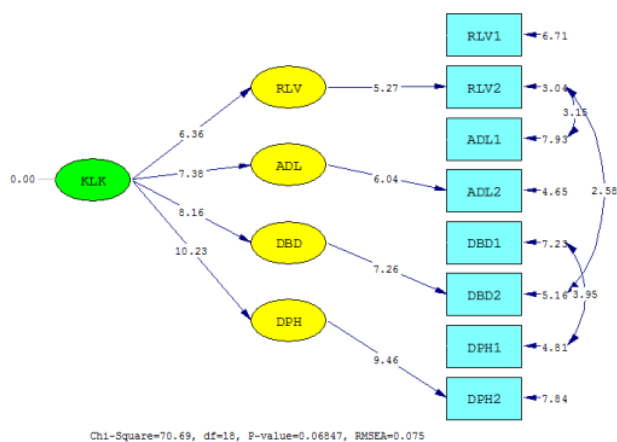 RLV1
6.71
RLV
5.27
RLV2
3.04
3.15
6.36
ADL1
7.93
0.00
KLK
7.38
ADL
6.04
ADL2
4.65
2.58
8.16
DBD
DBD1
7.23
10.23
7.26
DBD2
5.16
3.95
DPH
DPH1
4.81
9.46
DPH2
7.84
Chi-Square=70.69, df=18, P-value=0.06847, RMSEA=0.075